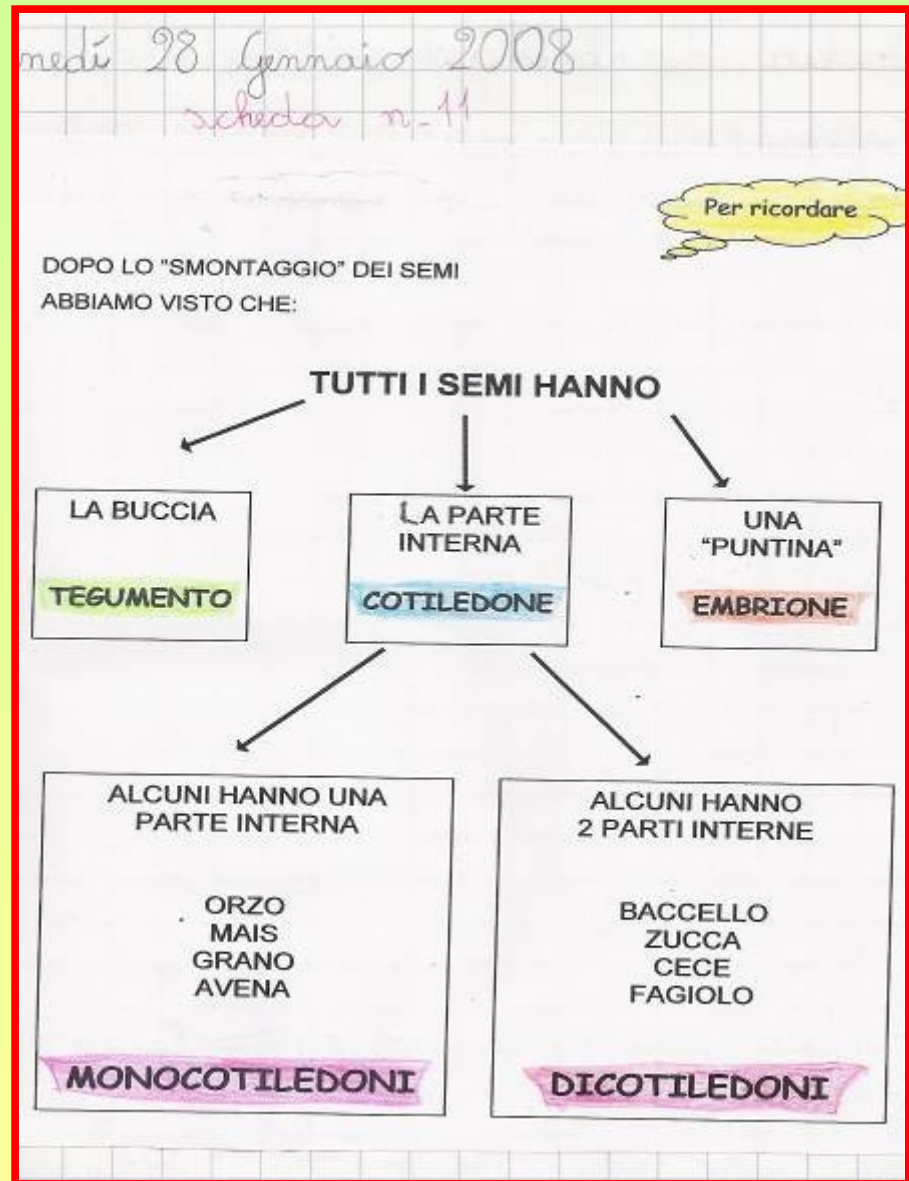 nedí 28 Gennaio 2008
scheda n-11
Per ricordare
DOPO LO "SMONTAGGIO" DEI SEMI
ABBIAMO VISTO CHE:
TUTTI I SEMI HANNO
LA BUCCIA
TEGUMENTO
LA PARTE
INTERNA
COTILEDONE
UNA
"PUNTINA"
EMBRIONE
ALCUNI HANNO UNA
PARTE INTERNA
ORZO
MAIS
GRANO
AVENA
MONOCOTILEDONI
ALCUNI HANNO
2 PARTI INTERNE
BACCELLO
ZUCCA
CECE
FAGIOLO
DICOTILEDONI